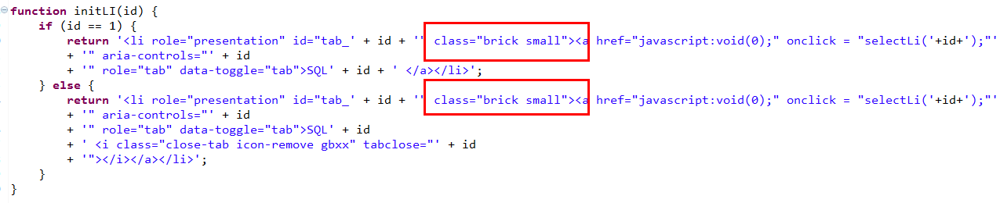 function initLI(id) {
if (id == 1) {
return '<li role="presentation" id="tab_' + id + '" class="brick small"><a href="javascript:void(0);" onclick = "selectLi('+id+');"'
+ '" aria-controls="' + id
+ '" role="tab" data-toggle="tab">SQL' + id + ' </a></li>';
} else {
return '<li role="presentation" id="tab_' + id + '" class="brick small"><a href="javascript:void(0);" onclick = "selectLi('+id+');"'
+ '" aria-controls="' + id
+ '" role="tab" data-toggle="tab">SQL' + id
+ ' <i class="close-tab icon-remove gbxx" tabclose="' + id
+ '"></i></a></li>';
}
}